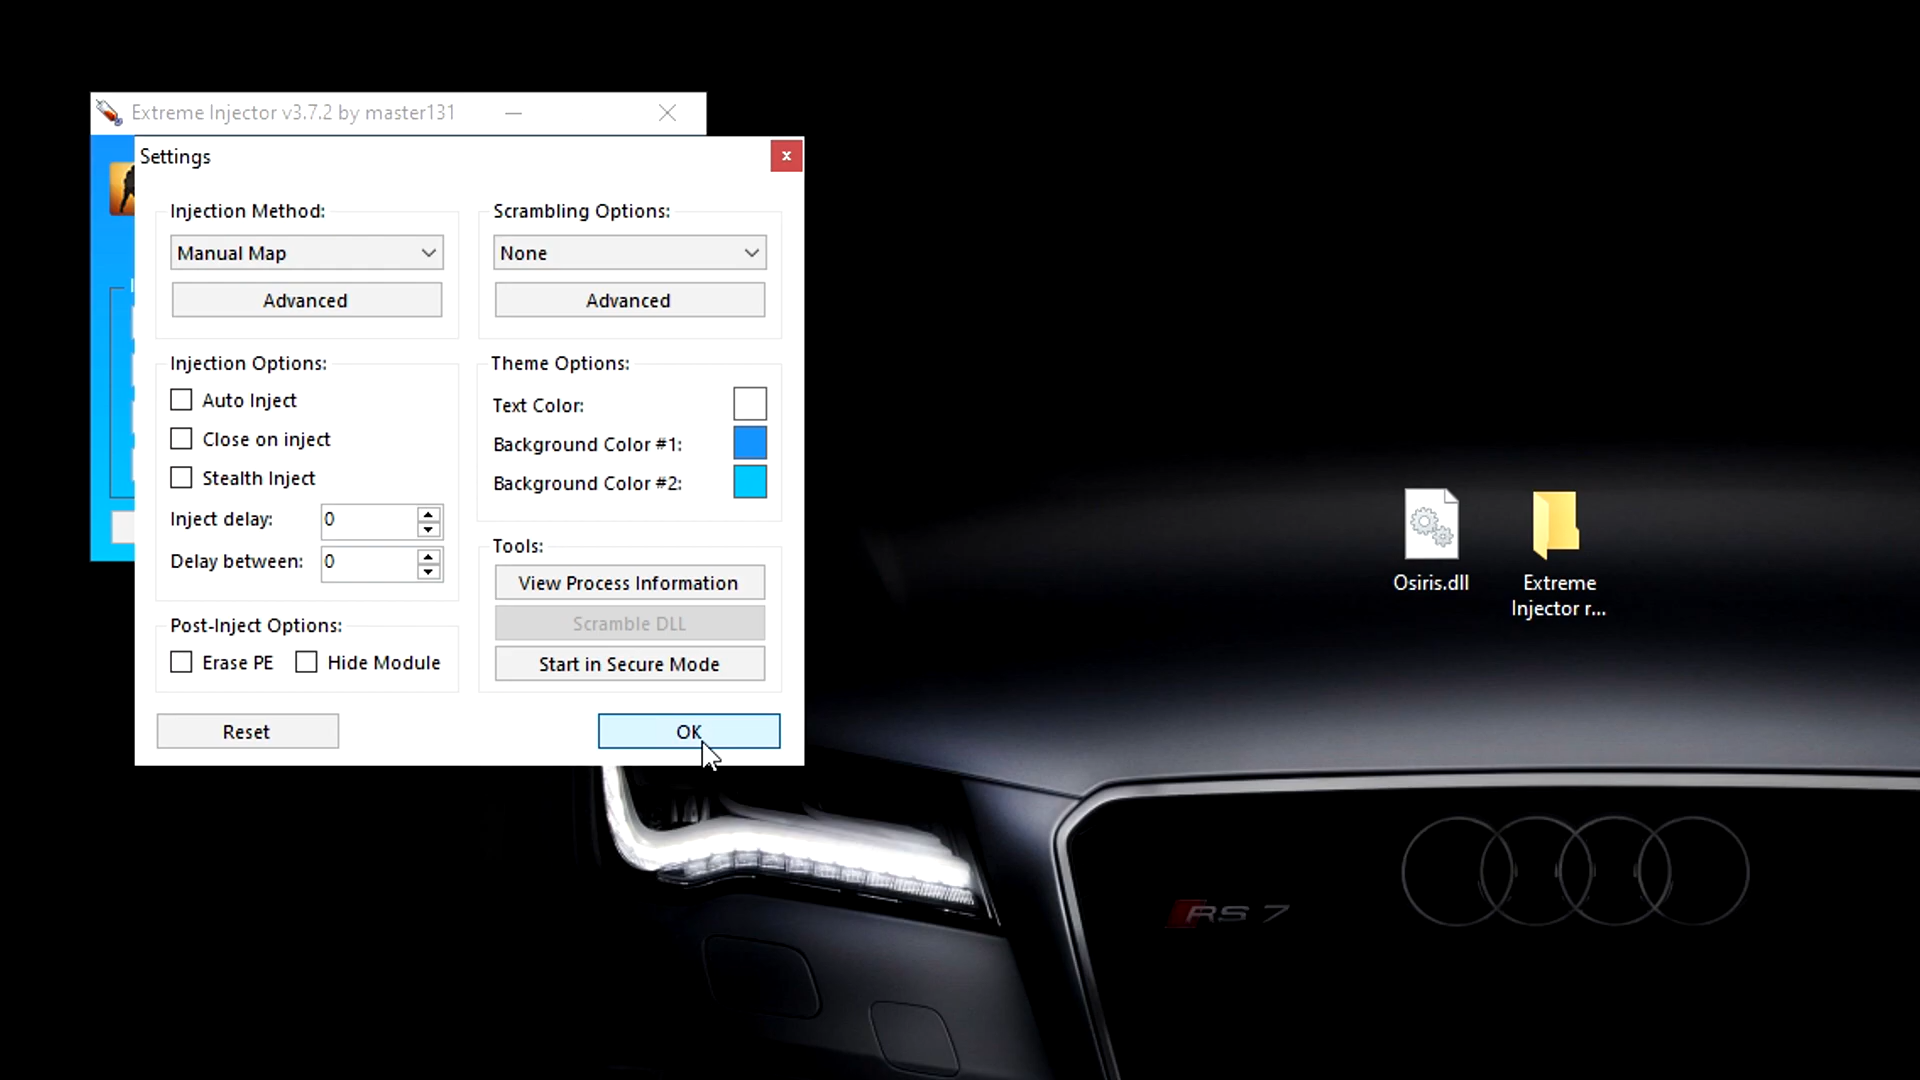 Extreme Injector v3.7.2 by master131
Settings
Injection Method:
Manual Map
Advanced
Scrambling Options:
None
Advanced
Injection Options:
Auto Inject
Close on inject
Stealth Inject
Inject delay:
0
Delay between:
0
Theme Options:
Text Color:
Background Color #1:
Background Color #2:
Post-Inject Options:
Erase PE
Hide Module
Tools:
View Process Information
Scramble DLL
Start in Secure Mode
Reset
OK
Osiris.dll
Extreme
Injector r...
RS 7